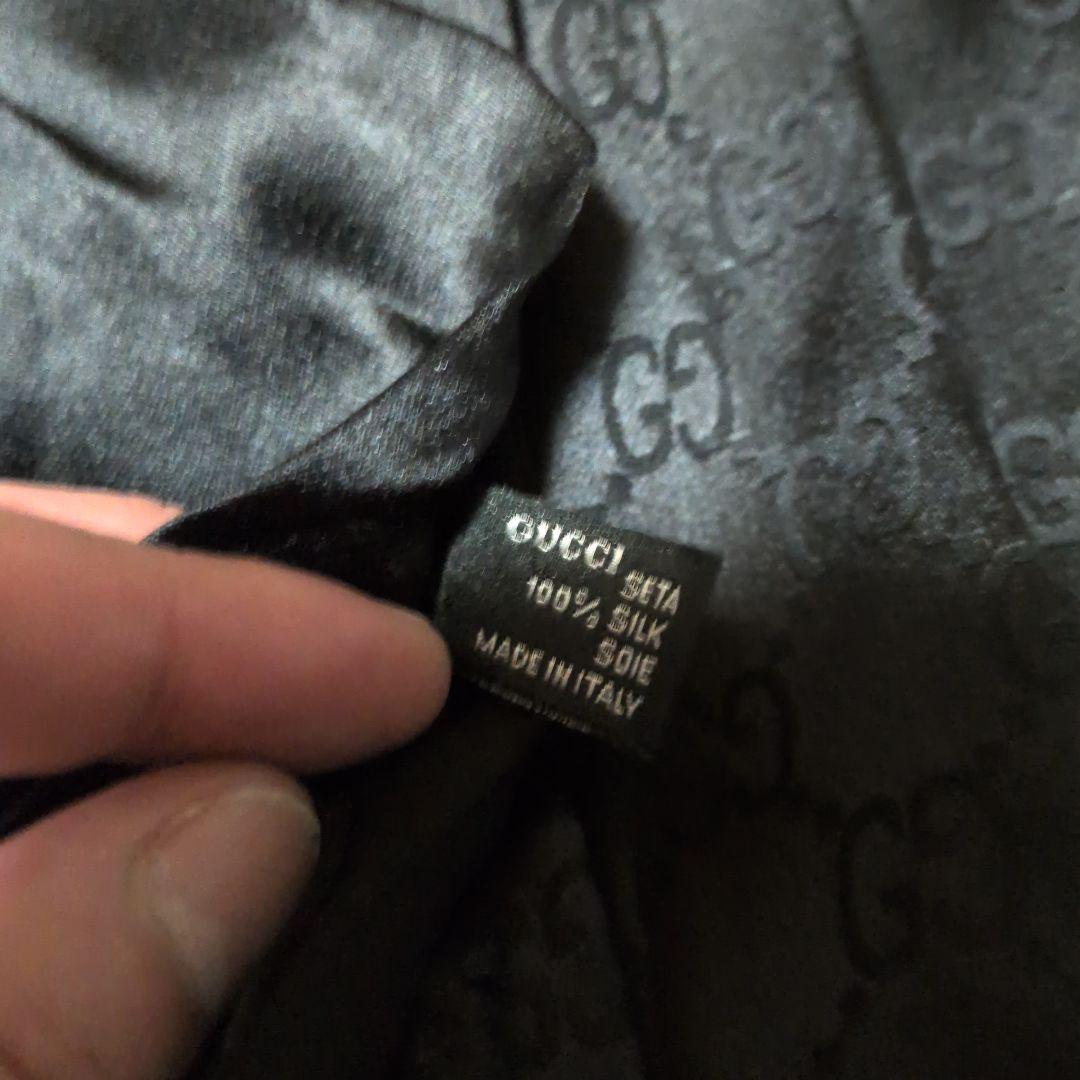 GUCCI
SETA
100% SILK
SOIE
MADE IN ITALY